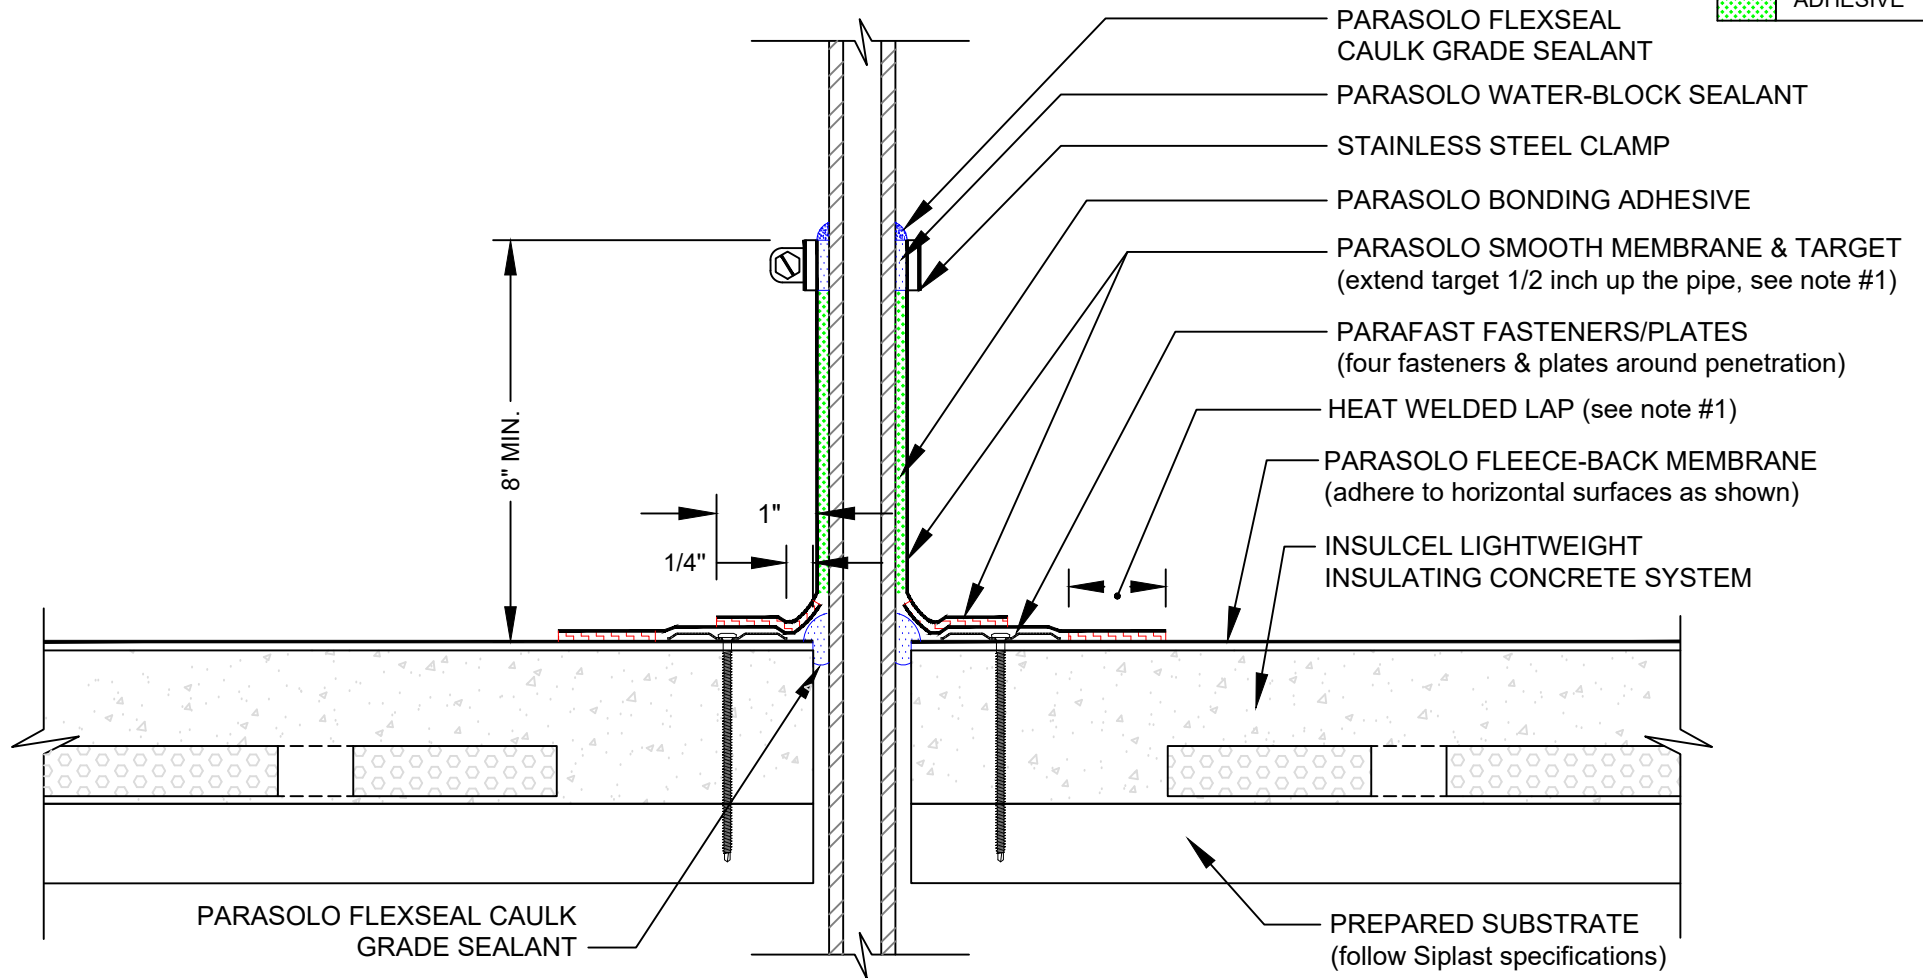 ADHESIVE
PARASOLO FLEXSEAL
CAULK GRADE SEALANT
PARASOLO WATER-BLOCK SEALANT
STAINLESS STEEL CLAMP
PARASOLO BONDING ADHESIVE
PARASOLO SMOOTH MEMBRANE & TARGET
(extend target 1/2 inch up the pipe, see note #1)
PARAFAST FASTENERS/PLATES
(four fasteners & plates around penetration)
HEAT WELDED LAP (see note #1)
PARASOLO FLEECE-BACK MEMBRANE
(adhere to horizontal surfaces as shown)
INSULCEL LIGHTWEIGHT
INSULATING CONCRETE SYSTEM
8" MIN.
1"
1/4"
PARASOLO FLEXSEAL CAULK
GRADE SEALANT
PREPARED SUBSTRATE
(follow Siplast specifications)